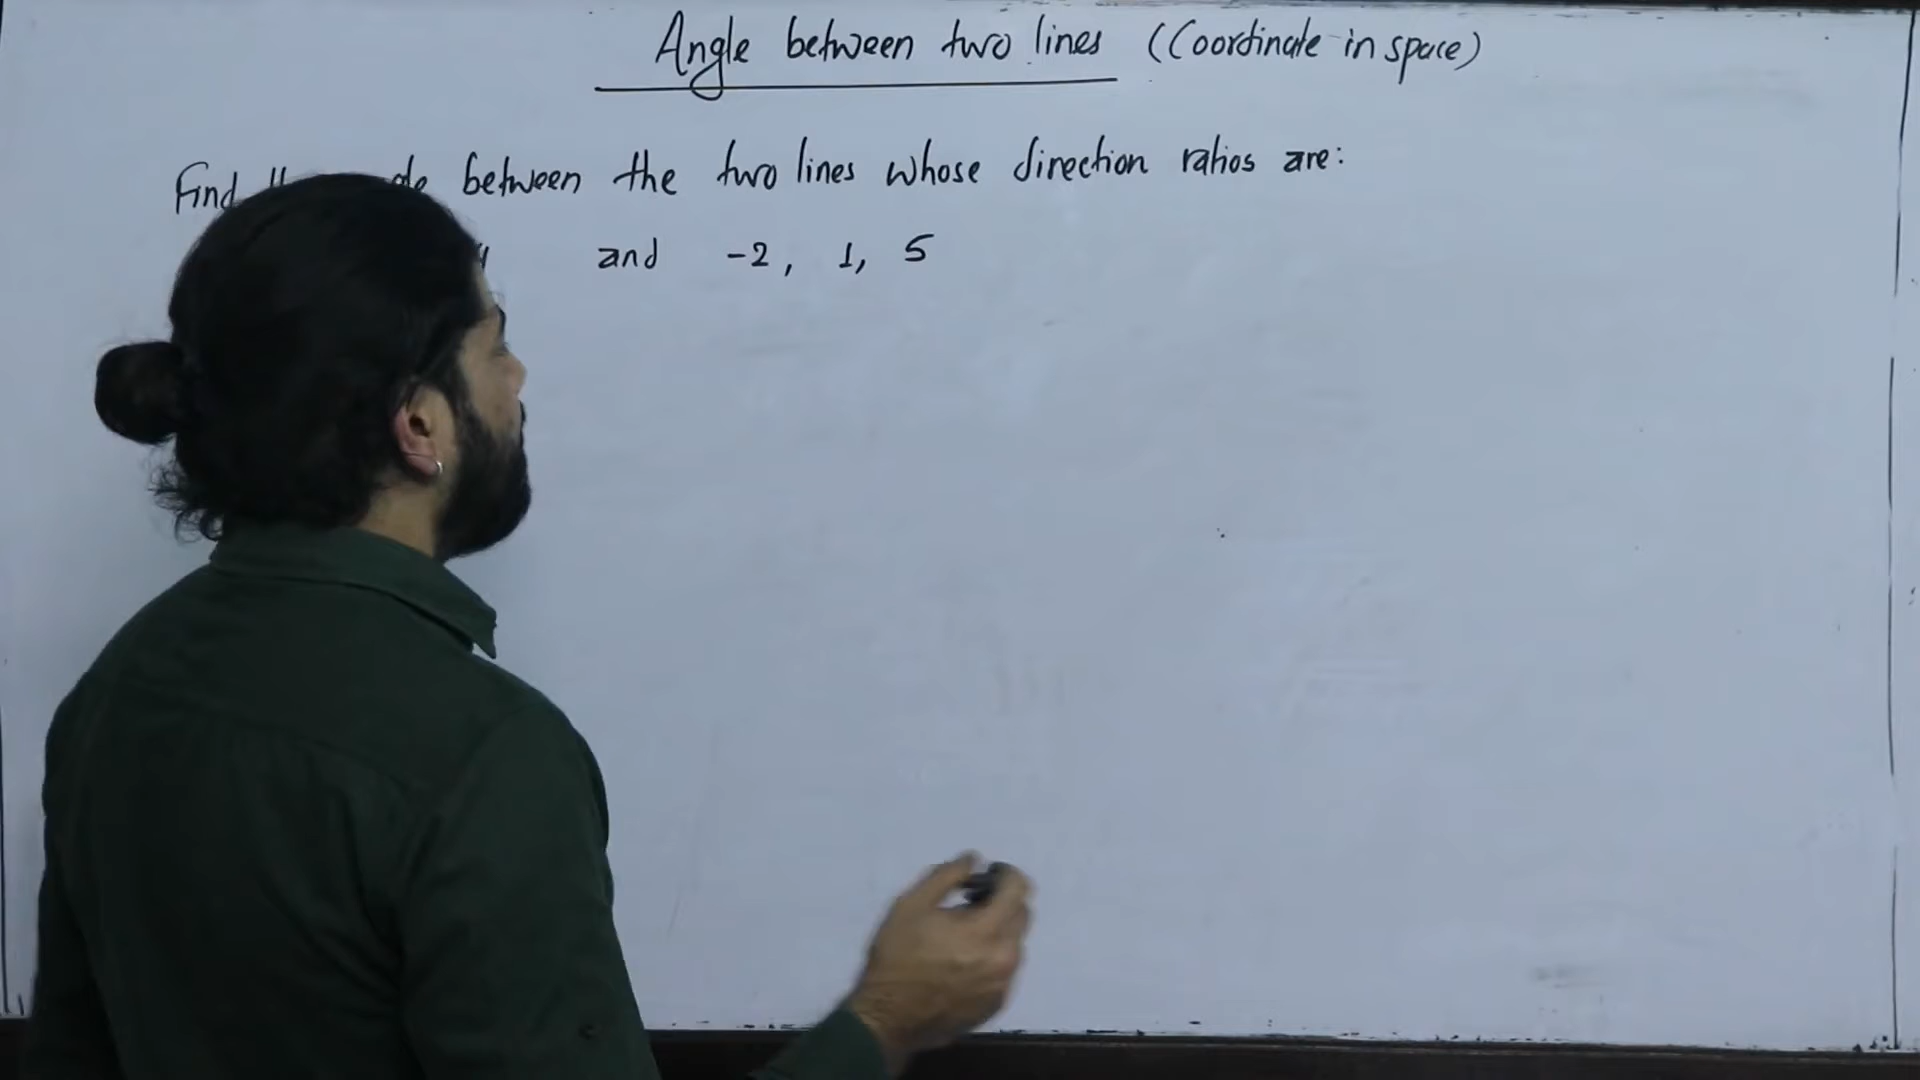 Angle between two lines (Coordinate in space)
Find between the two lines whose direction ratios are:
and -2, 1, 5